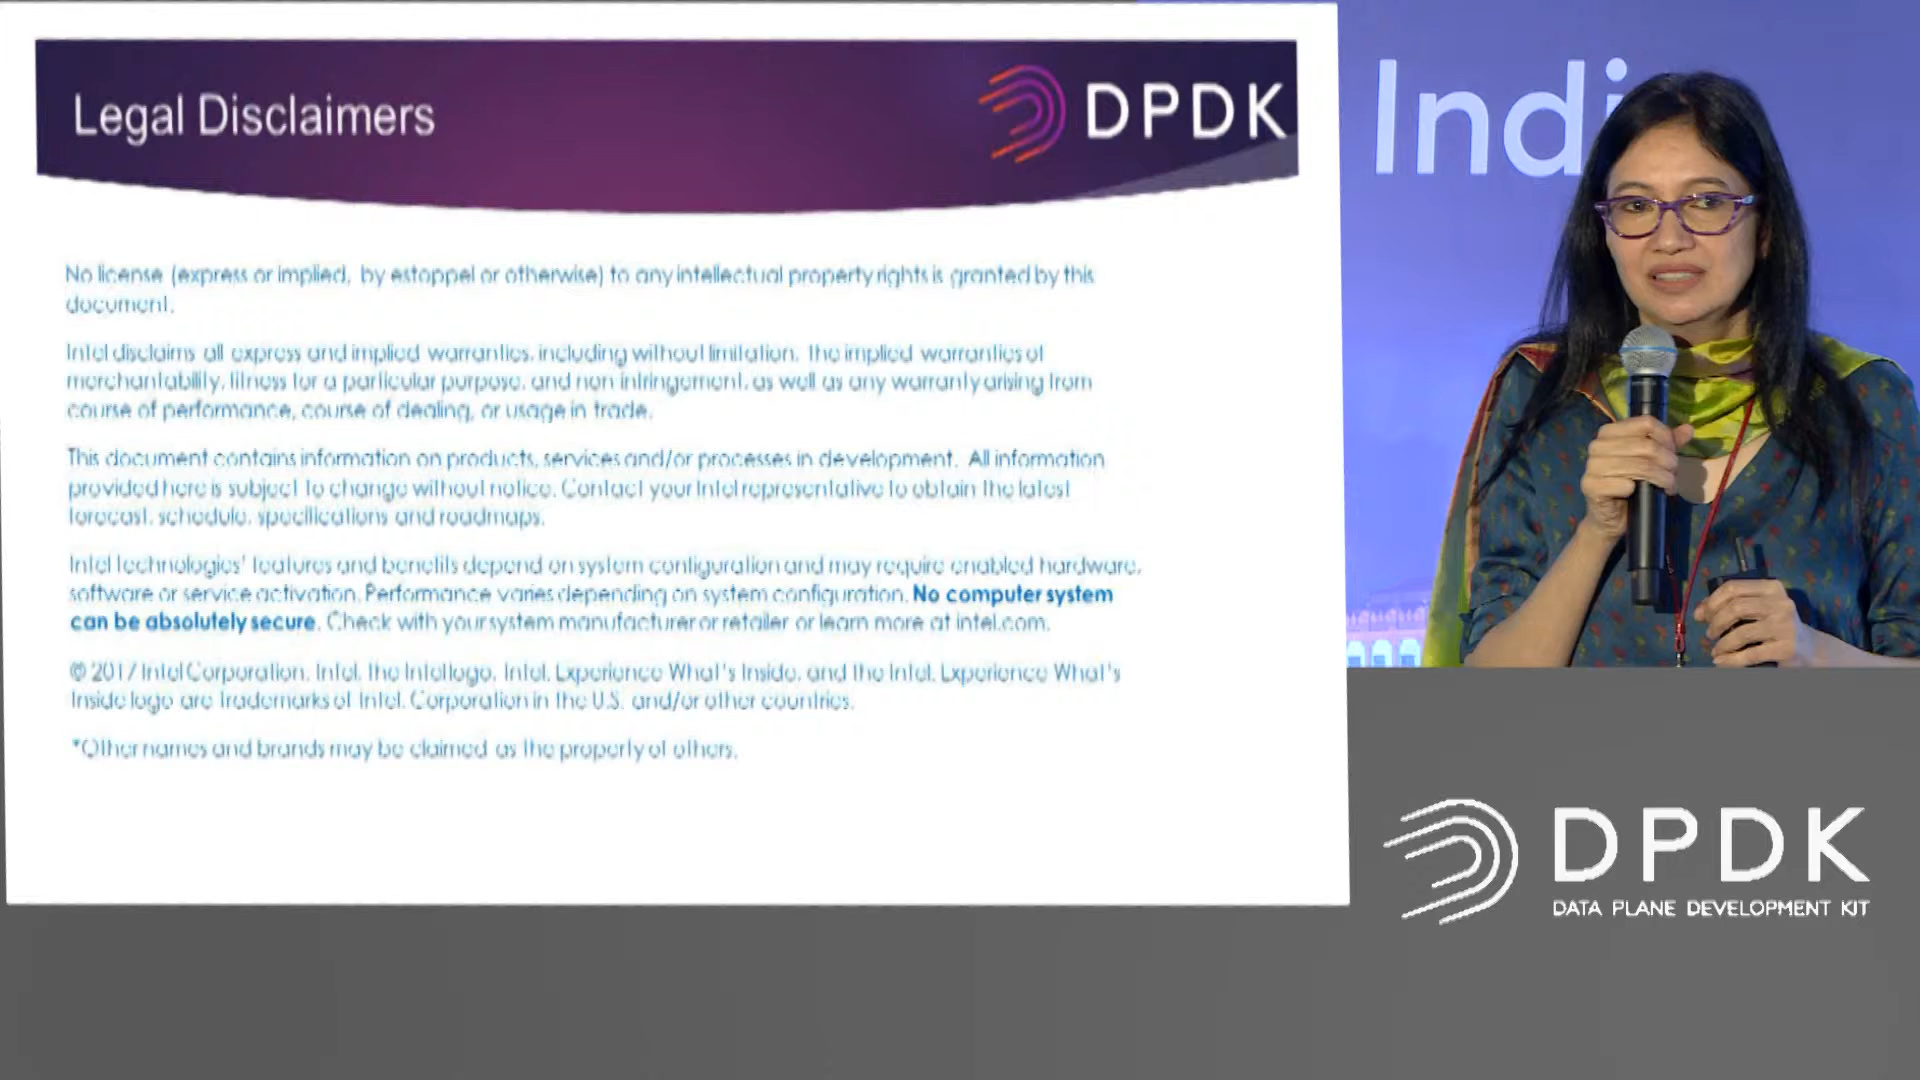 Legal Disclaimers
DPDK
No license (express or implied, by estoppel or otherwise) to any intellectual property rights is granted by this
document.
Intel disclaims all express and implied warranties, including without limitation, the implied warranties of
merchantability, fitness for a particular purpose, and non infringement, as well as any warranty arising from
course of performance, course of dealing, or usage in trade.
This document contains information on products, services and/or processes in development. All information
provided here is subject to change without notice. Contact your Intel representative to obtain the latest
forecast, schedule, specifications and roadmaps.
Intel technologies' features and benefits depend on system configuration and may require enabled hardware,
software or service activation. Performance varies depending on system configuration. No computer system
can be absolutely secure. Check with your system manufacturer or retailer or learn more at intel.com.
© 2017 Intel Corporation. Intel, the Intel logo, Intel. Experience What's Inside, and the Intel. Experience What's
Inside logo are trademarks of Intel. Corporation in the U.S. and/or other countries.
*Other names and brands may be claimed as the property of others.
Indi
DPDK
DATA PLANE DEVELOPMENT KIT